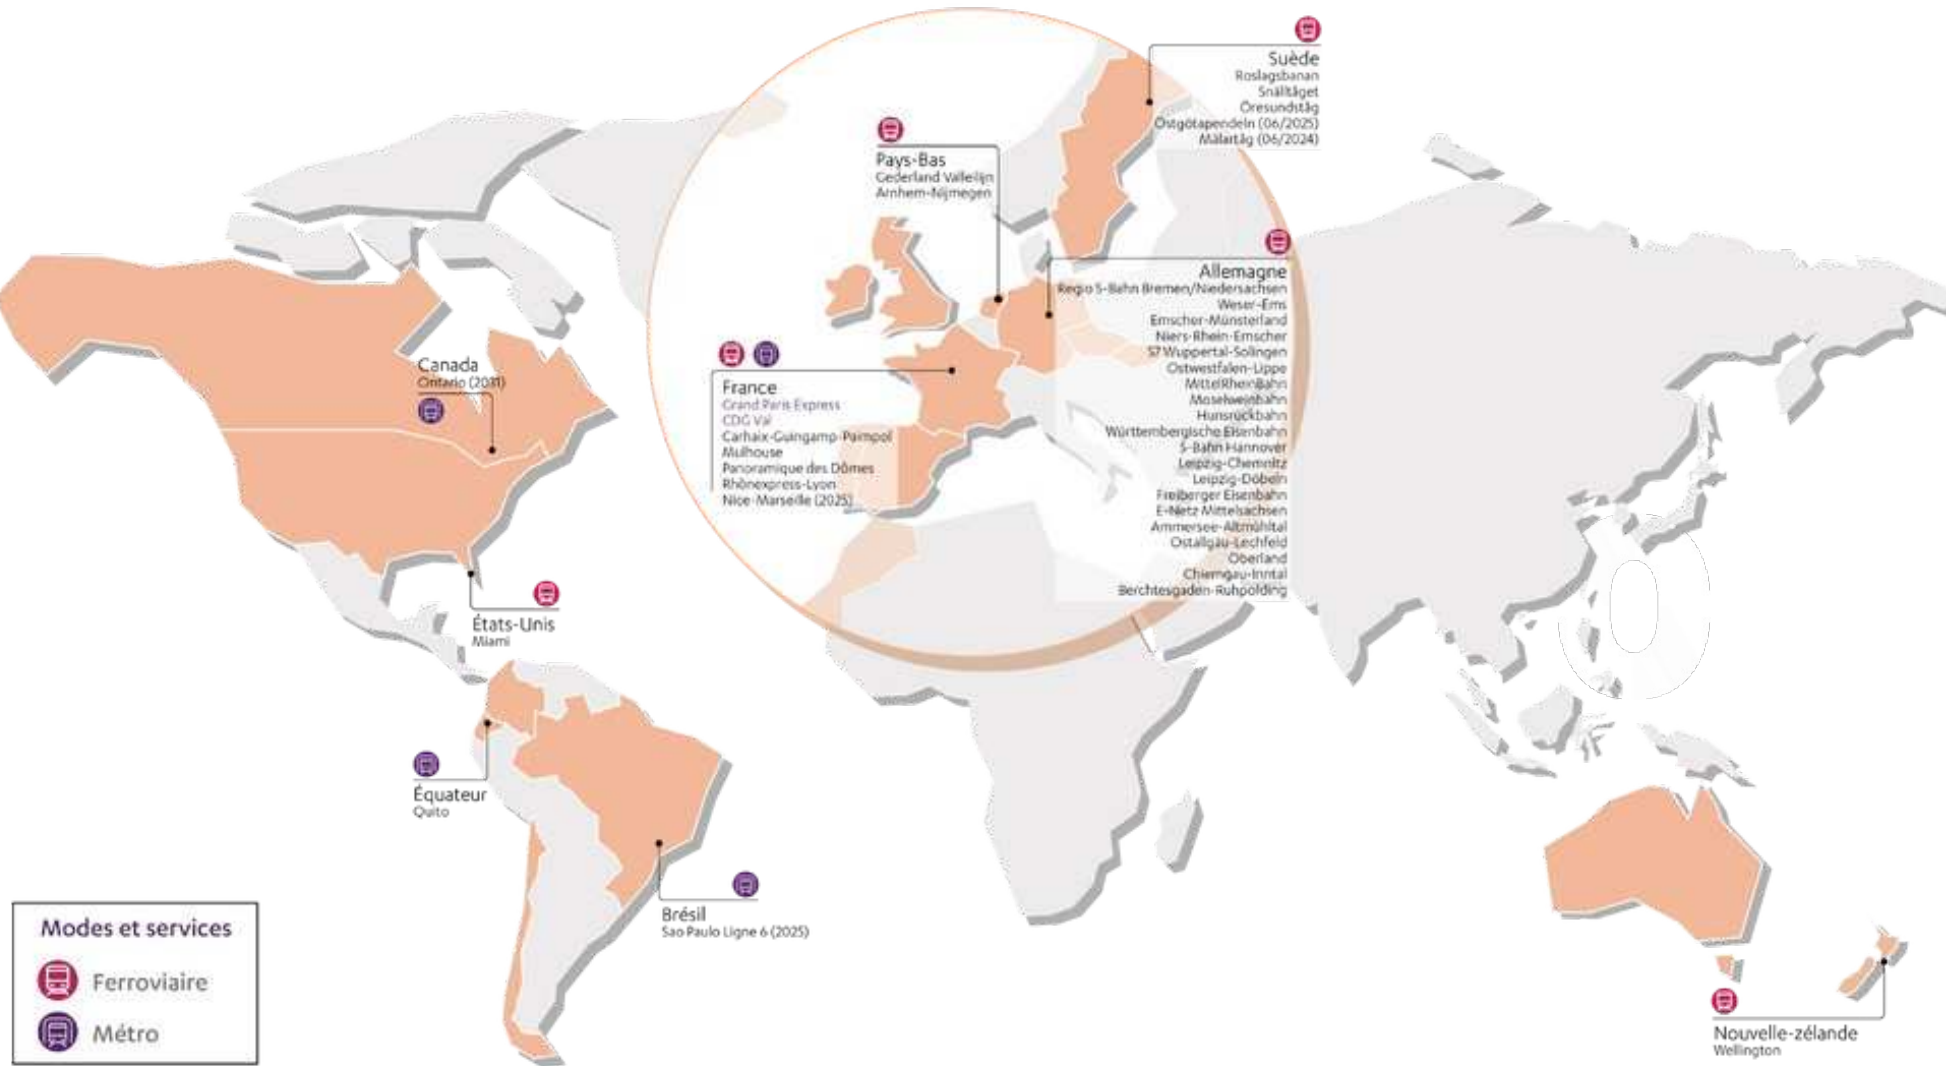 Suède
Roslagsbanan
Snälltåget
Öresundståg
Östgötapendeln (06/2025)
Mälartåg (06/2024)
Pays-Bas
Gederland Valleilijn
Arnhem-Nijmegen
Allemagne
Regio S-Bahn Bremen/Niedersachsen
Weser-Ems
Emscher-Münsterland
Niers-Rhein-Emscher
S7 Wuppertal-Solingen
Ostwestfalen-Lippe
MittelRheinBahn
Moselweinbahn
Hunsrückbahn
Württembergische Eisenbahn
S-Bahn Hannover
Leipzig-Chemnitz
Leipzig-Döbeln
Freiberger Eisenbahn
E-Netz Mittelsachsen
Ammersee-Altmühltal
Ostallgäu-Lechfeld
Oberland
Chiemgau-Inntal
Berchtesgaden-Ruhpolding
France
Grand Paris Express
CDG Val
Carhaix-Guingamp-Paimpol
Mulhouse
Panoramique des Dômes
Rhônexpress-Lyon
Nice-Marseille (2025)
Canada
Ontario (2031)
États-Unis
Miami
Équateur
Quito
Brésil
Sao Paulo Ligne 6 (2025)
Nouvelle-zélande
Wellington
Modes et services
Ferroviaire
Métro
0